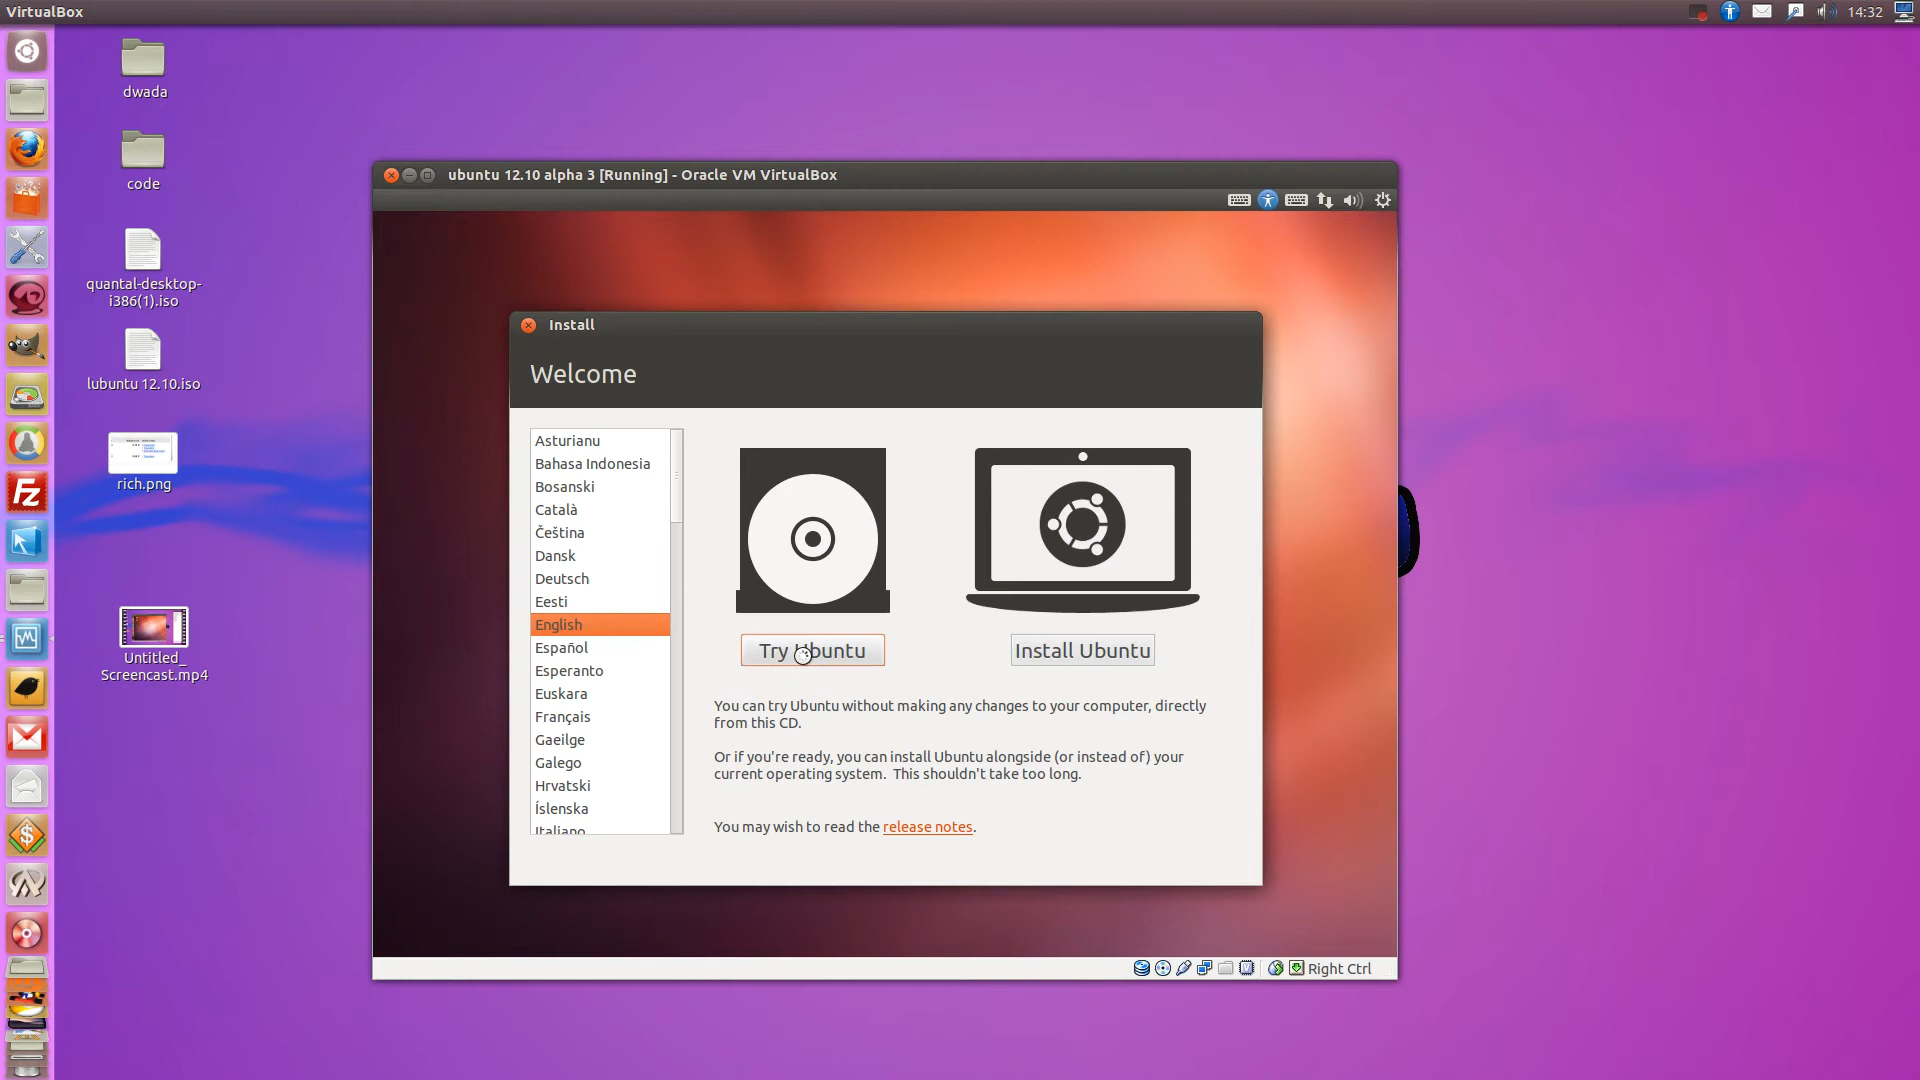 VirtualBox
14:32
dwada
code
quantal-desktop-
i386(1).iso
lubuntu 12.10.iso
rich.png
Untitled_
Screencast.mp4
ubuntu 12.10 alpha 3 [Running] - Oracle VM VirtualBox
Install
Welcome
Asturianu
Bahasa Indonesia
Bosanski
Català
Čeština
Dansk
Deutsch
Eesti
English
Español
Esperanto
Euskara
Français
Gaeilge
Galego
Hrvatski
Íslenska
Italiano
Try Ubuntu
Install Ubuntu
You can try Ubuntu without making any changes to your computer, directly
from this CD.
Or if you're ready, you can install Ubuntu alongside (or instead of) your
current operating system. This shouldn't take too long.
You may wish to read the release notes.
Right Ctrl
Fz